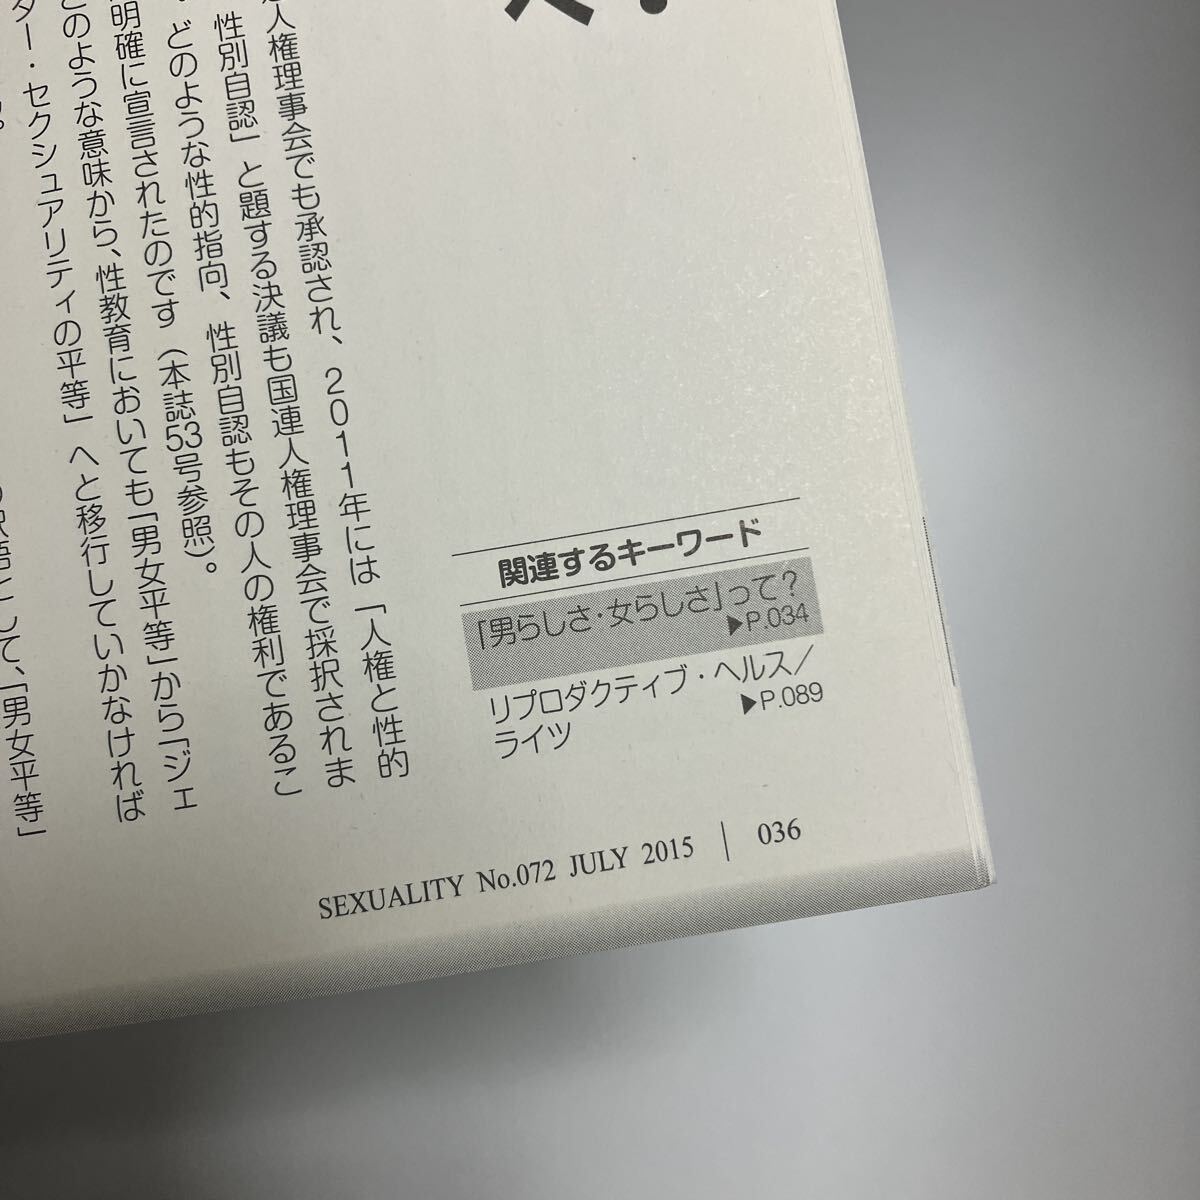 人権理事会でも承認され、2011年には「人権と性的
性別自認」と題する決議も国連人権理事会で採択されま
どのような性的指向、性別自認もその人の権利であるこ
明確に宣言されたのです（本誌53号参照）。
のような意味から、性教育においても「男女平等」から「ジェ
ダー・セクシュアリティの平等」へと移行していかなければ
訳語として、「男女平等」
関連するキーワード
「男らしさ・女らしさ」って？
▶P.034
リプロダクティブ・ヘルス／
ライツ
▶P.089
SEXUALITY No.072 JULY 2015 | 036